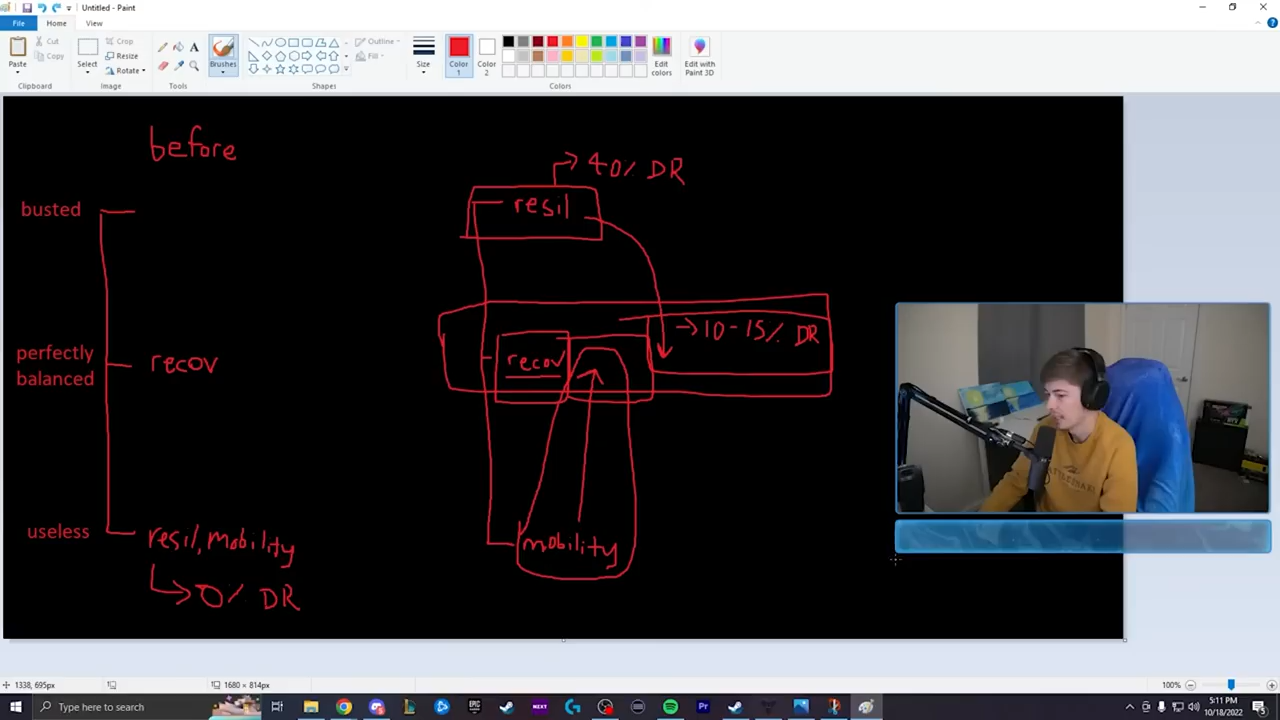 Untitled - Paint
File
Home
View
Paste
Cut
Copy
Clipboard
Select
Crop
Resize
Rotate
Image
Tools
Brushes
Shapes
Outline
Fill
Size
Color 1
Color 2
Edit colors
Colors
Edit with Paint 3D
before
busted
perfectly balanced
useless
recov
resil, mobility
0% DR
40% DR
resil
10-15% DR
recov
mobility
1338, 695px
1680 × 814px
100%
Type here to search
EPIC
NEXT
Pr
5:11 PM
10/18/2022